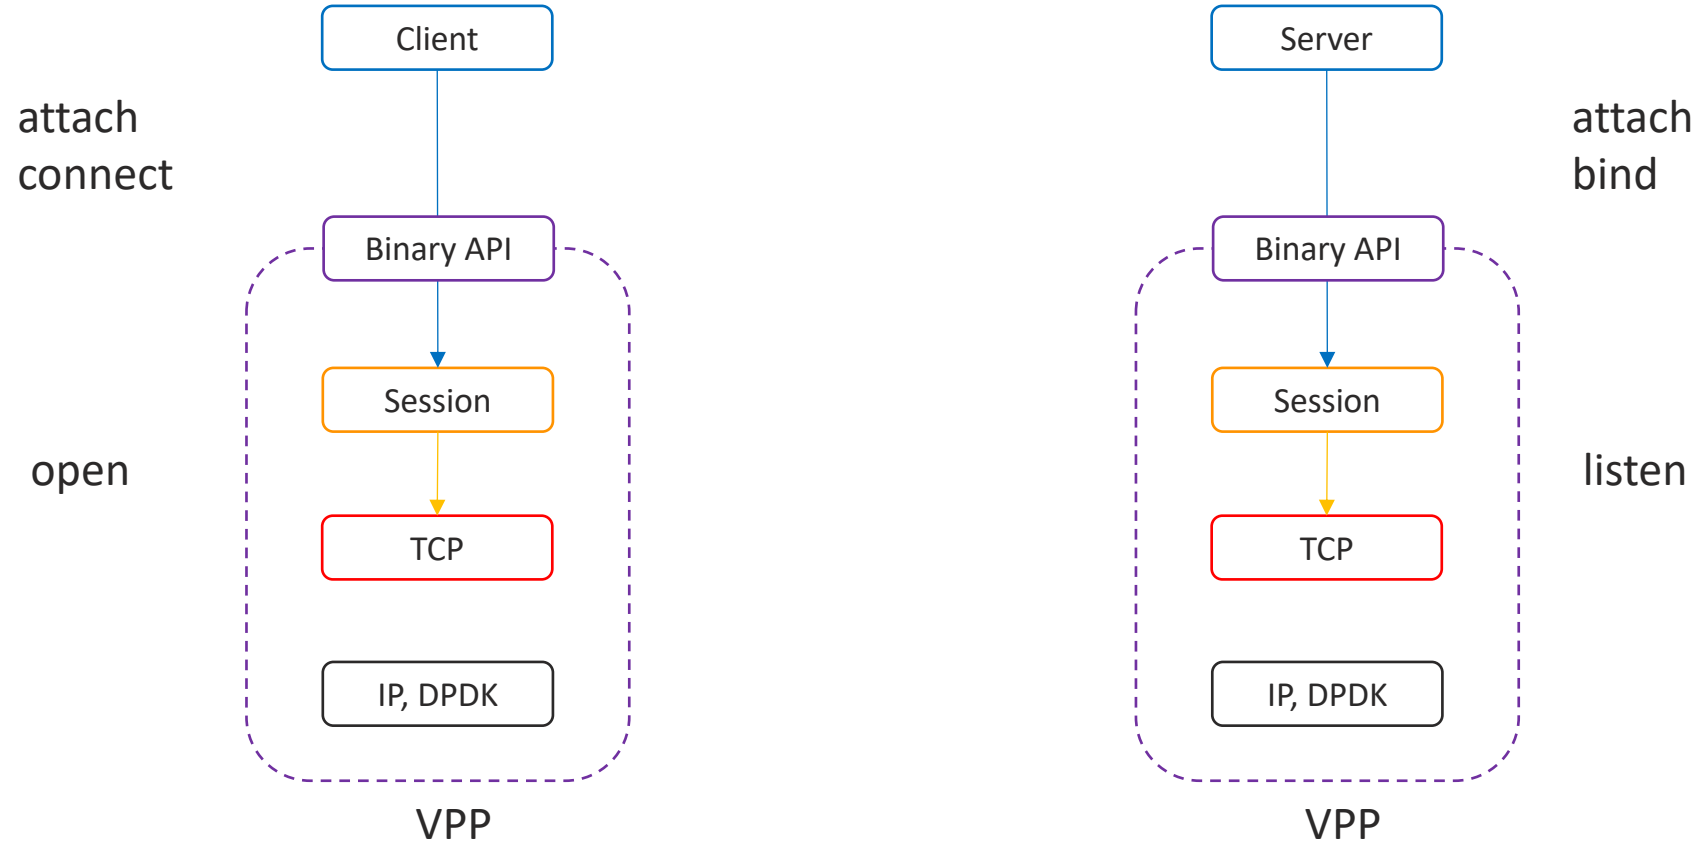 Client
attach
connect
Binary API
Session
open
TCP
IP, DPDK
VPP
Server
attach
bind
Binary API
Session
listen
TCP
IP, DPDK
VPP